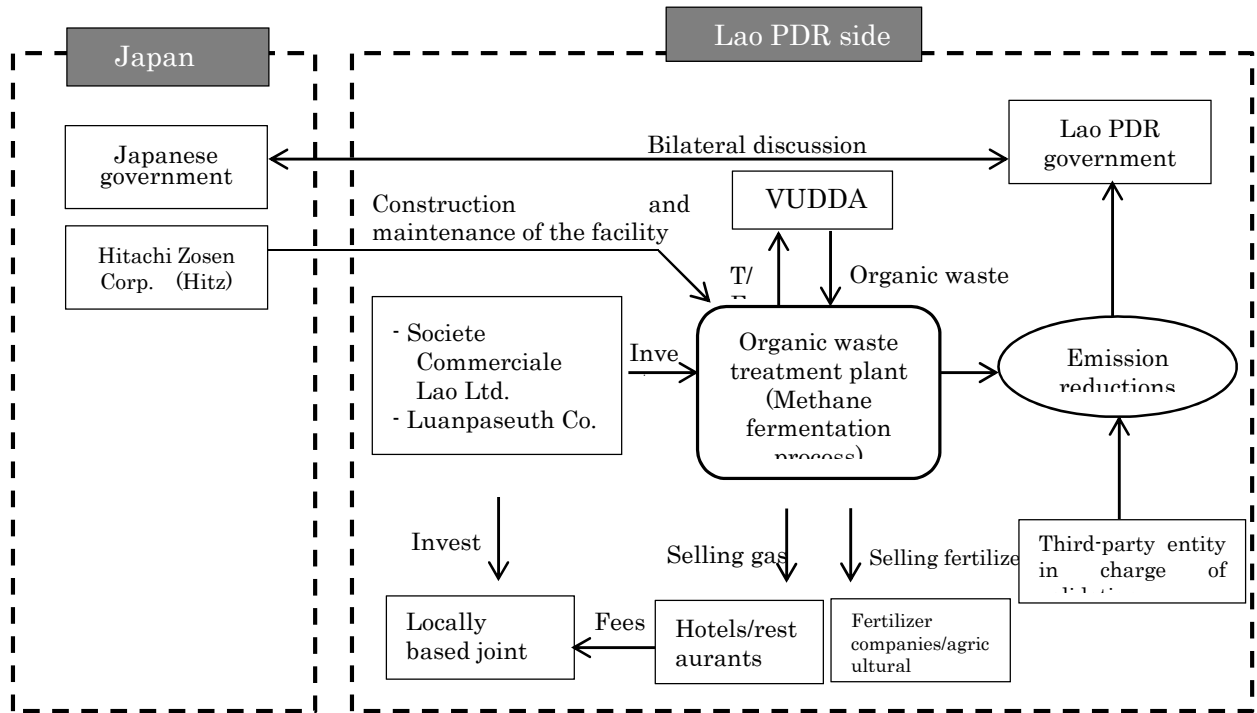 Japan
Lao PDR side
Japanese
government
Bilateral discussion
Lao PDR
government
Hitachi Zosen
Corp. (Hitz)
Construction and
maintenance of the facility
VUDDA
T/
Organic waste
- Societe
Commerciale
Lao Ltd.
- Luanpaseuth Co.
Inve
Organic waste
treatment plant
(Methane
fermentation
process)
Emission
reductions
Invest
Selling gas
Selling fertilize
Third-party entity
in charge of
Locally
based joint
Fees
Hotels/rest
aurants
Fertilizer
companies/agric
ultural